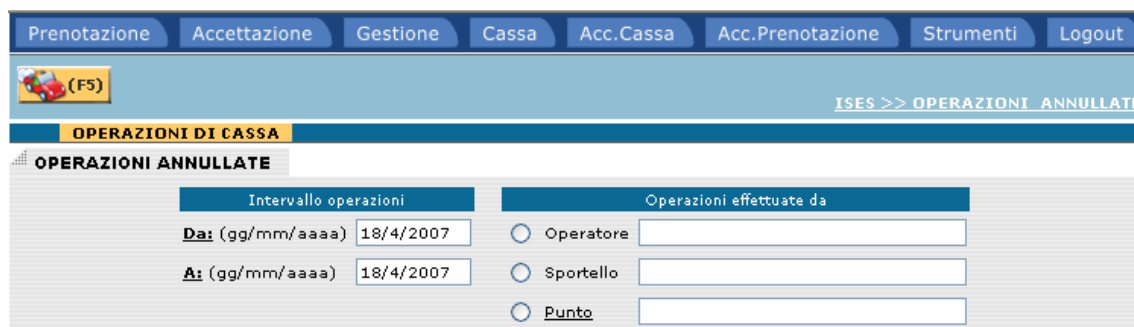 Prenotazione Accettazione Gestione Cassa Acc.Cassa Acc.Prenotazione Strumenti Logout
(F5)
ISES >> OPERAZIONI ANNULLATE
OPERAZIONI DI CASSA
OPERAZIONI ANNULLATE
Intervallo operazioni Operazioni effettuate da
Da: (gg/mm/aaaa) 18/4/2007 Operatore
A: (gg/mm/aaaa) 18/4/2007 Sportello
Punto